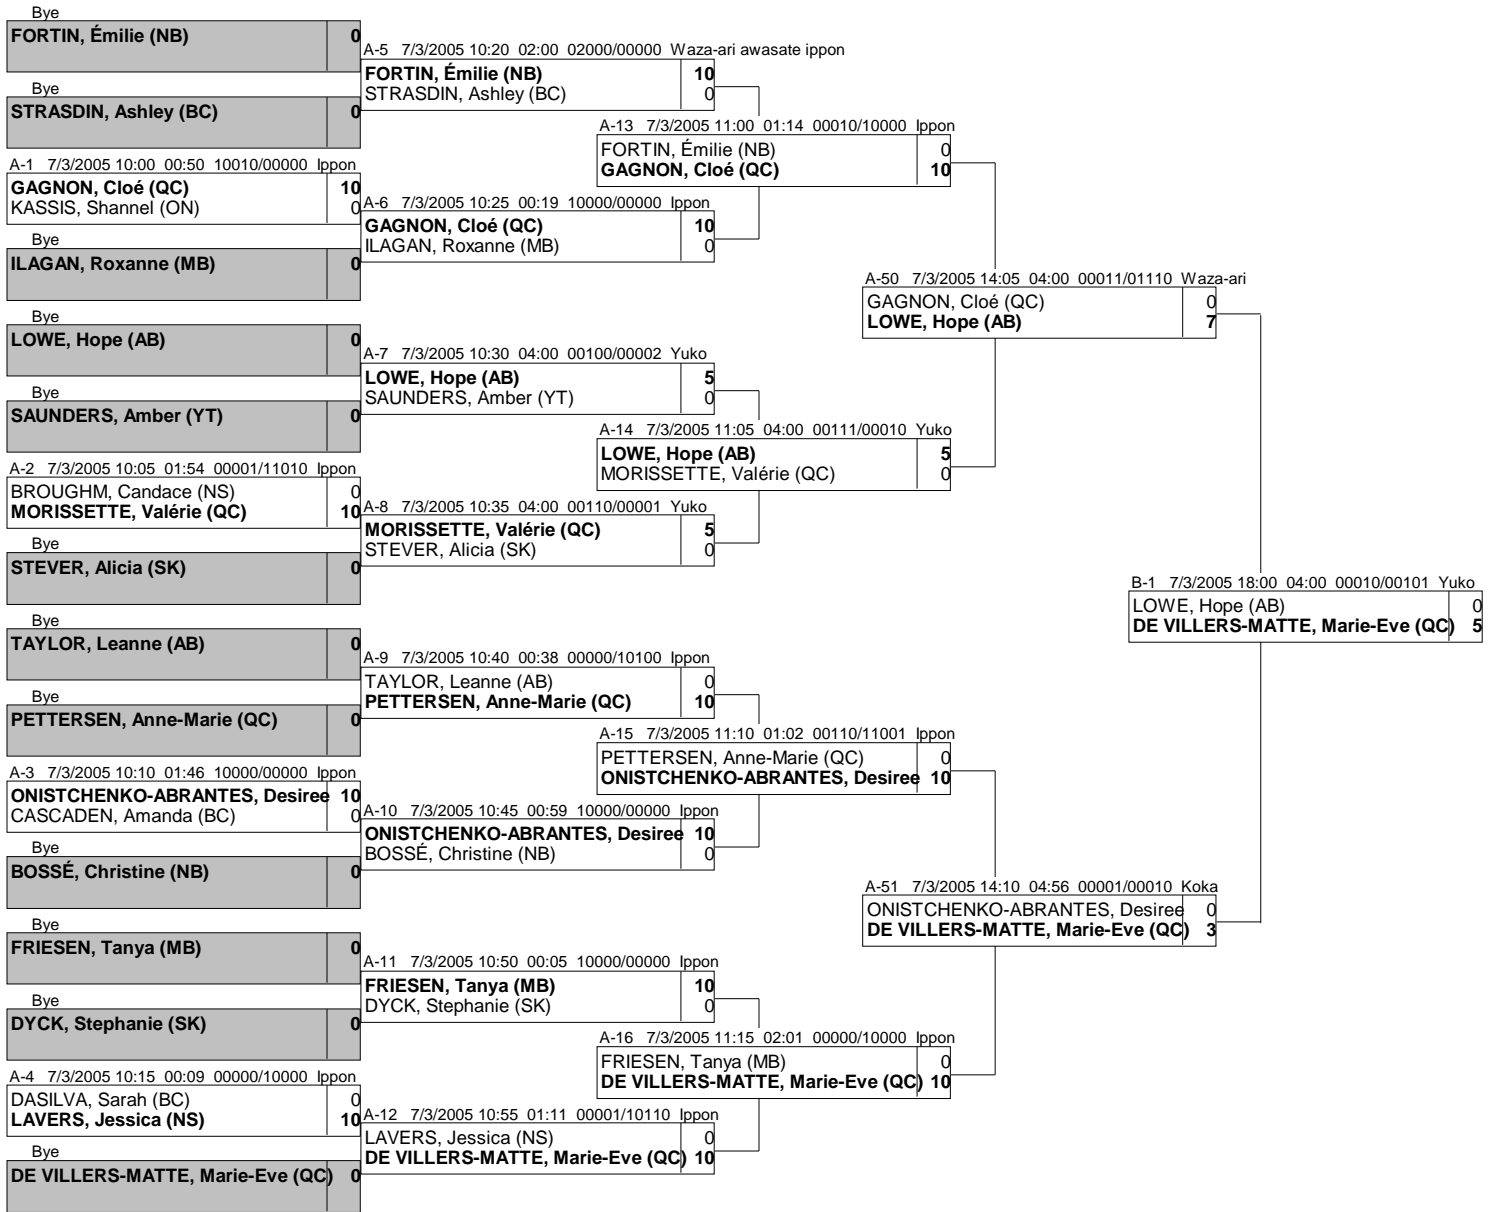 Bye
FORTIN, Émilie (NB) 0
Bye
STRASDIN, Ashley (BC) 0
A-1 7/3/2005 10:00 00:50 10010/00000 Ippon
GAGNON, Cloé (QC) 10
KASSIS, Shannel (ON) 0
Bye
ILAGAN, Roxanne (MB) 0
Bye
LOWE, Hope (AB) 0
Bye
SAUNDERS, Amber (YT) 0
A-2 7/3/2005 10:05 01:54 00001/11010 Ippon
BROUGHM, Candace (NS) 0
MORISSETTE, Valérie (QC) 10
Bye
STEVER, Alicia (SK) 0
Bye
TAYLOR, Leanne (AB) 0
Bye
PETTERSEN, Anne-Marie (QC) 0
A-3 7/3/2005 10:10 01:46 10000/00000 Ippon
ONISTCHENKO-ABRANTES, Desiree 10
CASCADEN, Amanda (BC) 0
Bye
BOSSÉ, Christine (NB) 0
Bye
FRIESEN, Tanya (MB) 0
Bye
DYCK, Stephanie (SK) 0
A-4 7/3/2005 10:15 00:09 00000/10000 Ippon
DASILVA, Sarah (BC) 0
LAVERS, Jessica (NS) 10
Bye
DE VILLERS-MATTE, Marie-Eve (QC) 0
A-5 7/3/2005 10:20 02:00 02000/00000 Waza-ari awasate ippon
FORTIN, Émilie (NB) 10
STRASDIN, Ashley (BC) 0
A-6 7/3/2005 10:25 00:19 10000/00000 Ippon
GAGNON, Cloé (QC) 10
ILAGAN, Roxanne (MB) 0
A-7 7/3/2005 10:30 04:00 00100/00002 Yuko
LOWE, Hope (AB) 5
SAUNDERS, Amber (YT) 0
A-8 7/3/2005 10:35 04:00 00110/00001 Yuko
MORISSETTE, Valérie (QC) 5
STEVER, Alicia (SK) 0
A-9 7/3/2005 10:40 00:38 00000/10100 Ippon
TAYLOR, Leanne (AB) 0
PETTERSEN, Anne-Marie (QC) 10
A-10 7/3/2005 10:45 00:59 10000/00000 Ippon
ONISTCHENKO-ABRANTES, Desiree 10
BOSSÉ, Christine (NB) 0
A-11 7/3/2005 10:50 00:05 10000/00000 Ippon
FRIESEN, Tanya (MB) 10
DYCK, Stephanie (SK) 0
A-12 7/3/2005 10:55 01:11 00001/10110 Ippon
LAVERS, Jessica (NS) 0
DE VILLERS-MATTE, Marie-Eve (QC) 10
A-13 7/3/2005 11:00 01:14 00010/10000 Ippon
FORTIN, Émilie (NB) 0
GAGNON, Cloé (QC) 10
A-14 7/3/2005 11:05 04:00 00111/00010 Yuko
LOWE, Hope (AB) 5
MORISSETTE, Valérie (QC) 0
A-15 7/3/2005 11:10 01:02 00110/11001 Ippon
PETTERSEN, Anne-Marie (QC) 0
ONISTCHENKO-ABRANTES, Desiree 10
A-16 7/3/2005 11:15 02:01 00000/10000 Ippon
FRIESEN, Tanya (MB) 0
DE VILLERS-MATTE, Marie-Eve (QC) 10
A-50 7/3/2005 14:05 04:00 00011/01110 Waza-ari
GAGNON, Cloé (QC) 0
LOWE, Hope (AB) 7
A-51 7/3/2005 14:10 04:56 00001/00010 Koka
ONISTCHENKO-ABRANTES, Desiree 0
DE VILLERS-MATTE, Marie-Eve (QC) 3
B-1 7/3/2005 18:00 04:00 00010/00101 Yuko
LOWE, Hope (AB) 0
DE VILLERS-MATTE, Marie-Eve (QC) 5